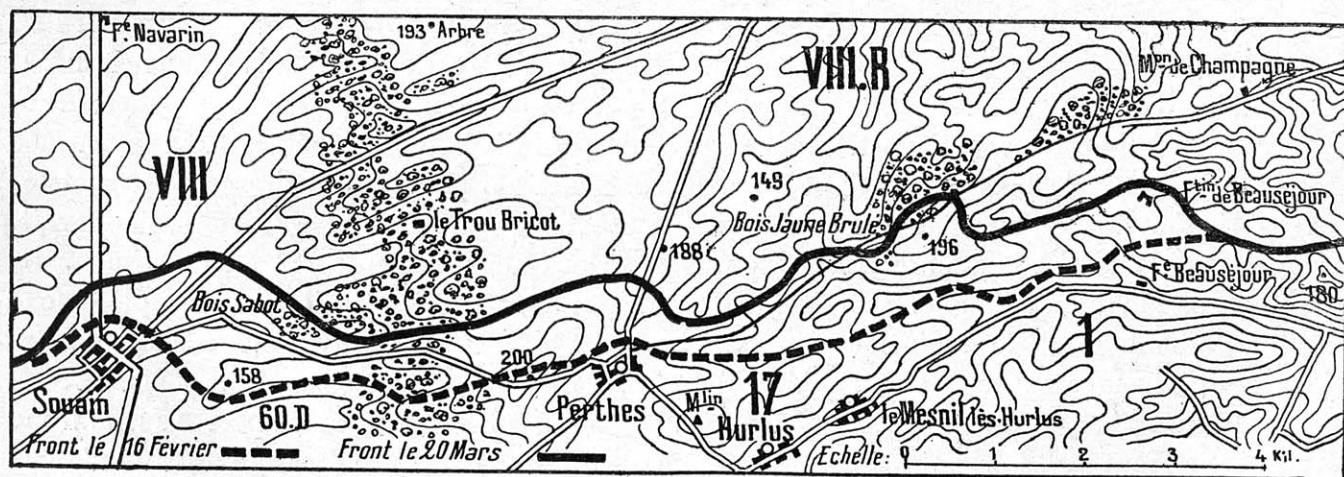 Fe Navarin
193 Arbre
VIII
VIII.R
Mon de Champagne
149
le Trou Bricot
Bois Jaune Brule
Ftin de Beauséjour
188
196
Bois Sabot
Fe Beauséjour
180
1
200
158
Souain
60.D
Perthes
17
Mlin
Hurlus
le Mesnil lès-Hurlus
Front le 16 Février
Front le 20 Mars
Echelle: 0 1 2 3 4 Kil.